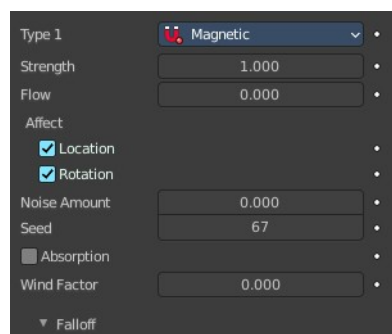 Type 1 Magnetic
Strength 1.000
Flow 0.000
Affect
Location
Rotation
Noise Amount 0.000
Seed 67
Absorption
Wind Factor 0.000
Falloff